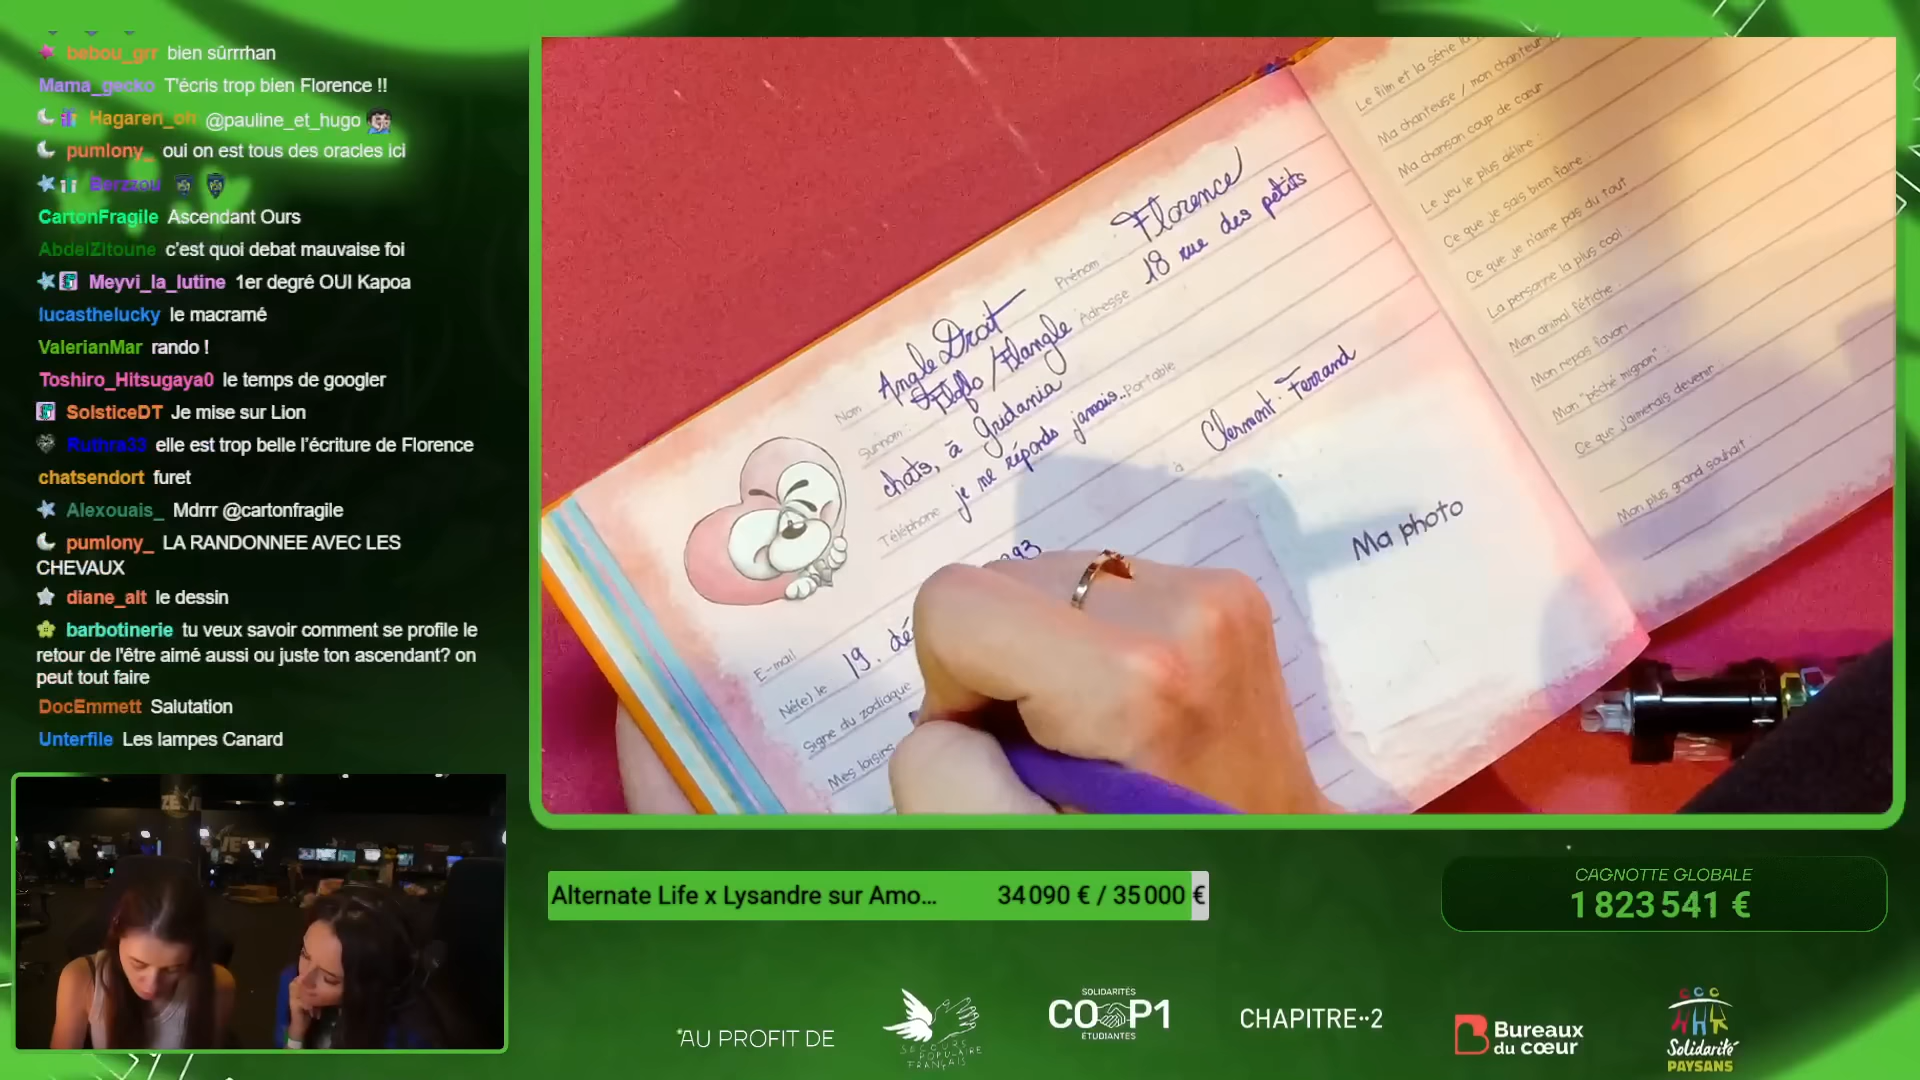 bebou_grr bien sûrrrhan
Mama_gecko T'écris trop bien Florence !!
Hagaren_oh @pauline_et_hugo
pumlony_ oui on est tous des oracles ici
Berzzou
CartonFragile Ascendant Ours
AbdelZitoune c'est quoi debat mauvaise foi
Meyvi_la_lutine 1er degré OUI Kapoa
lucasthelucky le macramé
ValerianMar rando !
Toshiro_Hitsugaya0 le temps de googler
SolsticeDT Je mise sur Lion
Ruthra33 elle est trop belle l'écriture de Florence
chatsendort furet
Alexouais_ Mdrrr @cartonfragile
pumlony_ LA RANDONNEE AVEC LES
CHEVAUX
diane_alt le dessin
barbotinerie tu veux savoir comment se profile le
retour de l'être aimé aussi ou juste ton ascendant? on
peut tout faire
DocEmmett Salutation
Unterfile Les lampes Canard
Nom Angle Droit Prénom : Florence
Surnom : Floflo / Flangle Adresse 18 rue des petits
chats, à Gridania
Téléphone je ne réponds jamais... Portable
E-mail
à Clermont-Ferrand
Né(e) le 19. dé 993
Signe du zodiaque
Mes loisirs
Ma photo
Le film et la série
Ma chanteuse / mon chanteur
Ma chanson coup de cœur
Le jeu le plus délire :
Ce que je sais bien faire :
Ce que je n'aime pas du tout
La personne la plus cool :
Mon animal fétiche :
Mon repas favori
Mon "péché mignon" :
Ce que j'aimerais devenir :
Mon plus grand souhait
Alternate Life x Lysandre sur Amo... 34 090 € / 35 000 €
CAGNOTTE GLOBALE
1 823 541 €
*AU PROFIT DE
SECOURS
POPULAIRE
FRANÇAIS
SOLIDARITÉS
CO P1
ÉTUDIANTES
CHAPITRE··2
Bureaux
du cœur
Solidarité
PAYSANS